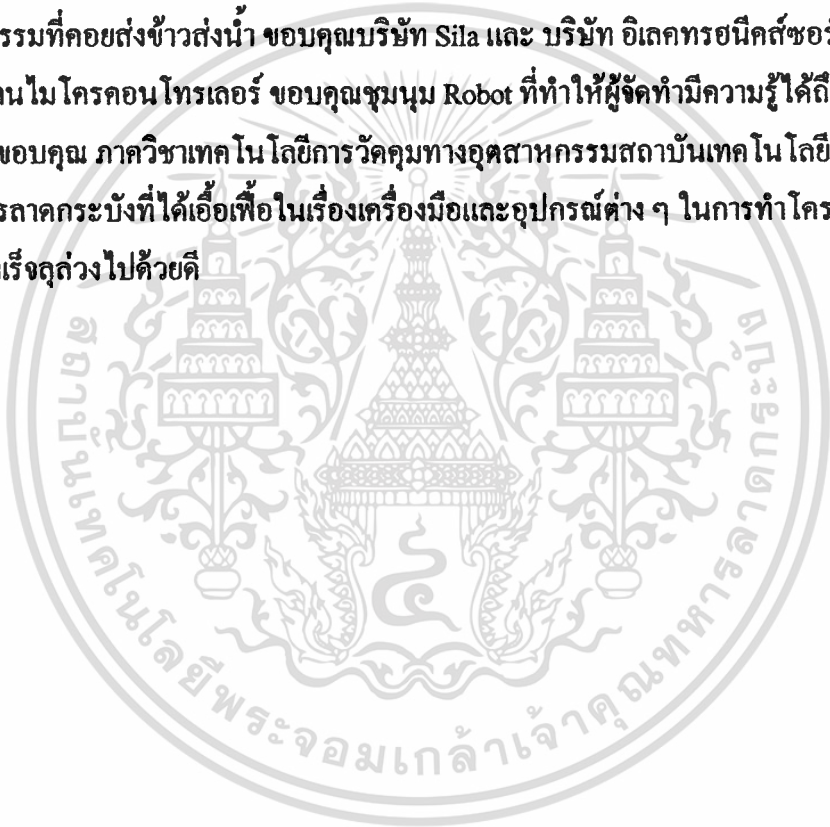 รรมที่คอยส่งข้าวส่งน้ำ ขอบคุณบริษัท Sila และ บริษัท อิเลคทรอนิคส์ซอร์
านไมโครคอนโทรเลอร์ ขอบคุณชุมนุม Robot ที่ทำให้ผู้จัดทำมีความรู้ได้ถึ
ขอบคุณ ภาควิชาเทคโนโลยีการวัดคุมทางอุตสาหกรรมสถาบันเทคโนโลยี
รลาดกระบังที่ได้เอื้อเฟื้อในเรื่องเครื่องมือและอุปกรณ์ต่าง ๆ ในการทำโคร
เร็จลุล่วงไปด้วยดี
สถาบันเทคโนโลยีพระจอมเกล้าเจ้าคุณทหารลาดกระบัง